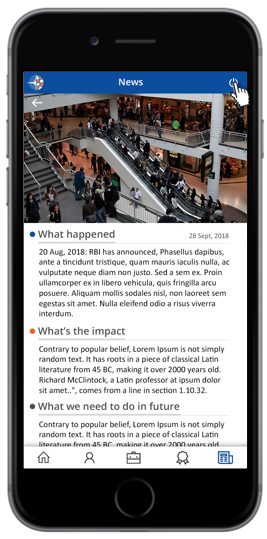 News
What happened
28 Sept, 2018
20 Aug, 2018: RBI has announced, Phasellus dapibus,
ante a tincidunt tristique, quam mauris iaculis nulla, ac
vulputate neque diam non justo. Sed a sem ex. Proin
ullamcorper ex in libero vehicula, quis fringilla arcu
posuere. Aliquam mollis sodales nisl, non laoreet sem
egestas sit amet. Nulla eleifend odio a risus viverra
interdum.
What's the impact
Contrary to popular belief, Lorem Ipsum is not simply
random text. It has roots in a piece of classical Latin
literature from 45 BC, making it over 2000 years old.
Richard McClintock, a Latin professor at ipsum dolor
sit amet..", comes from a line in section 1.10.32.
What we need to do in future
Contrary to popular belief, Lorem Ipsum is not simply
random text. It has roots in a piece of classical Latin
literature from 45 BC, making it over 2000 years old.